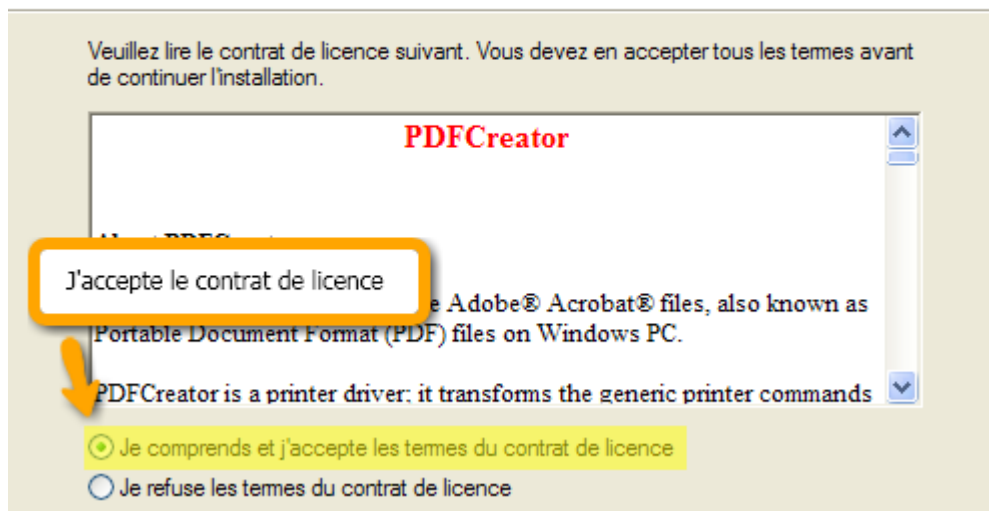 Veuillez lire le contrat de licence suivant. Vous devez en accepter tous les termes avant
de continuer l'installation.
PDFCreator
J'accepte le contrat de licence
Adobe® Acrobat® files, also known as
Portable Document Format (PDF) files on Windows PC.
PDFCreator is a printer driver; it transforms the generic printer commands
Je comprends et j'accepte les termes du contrat de licence
Je refuse les termes du contrat de licence